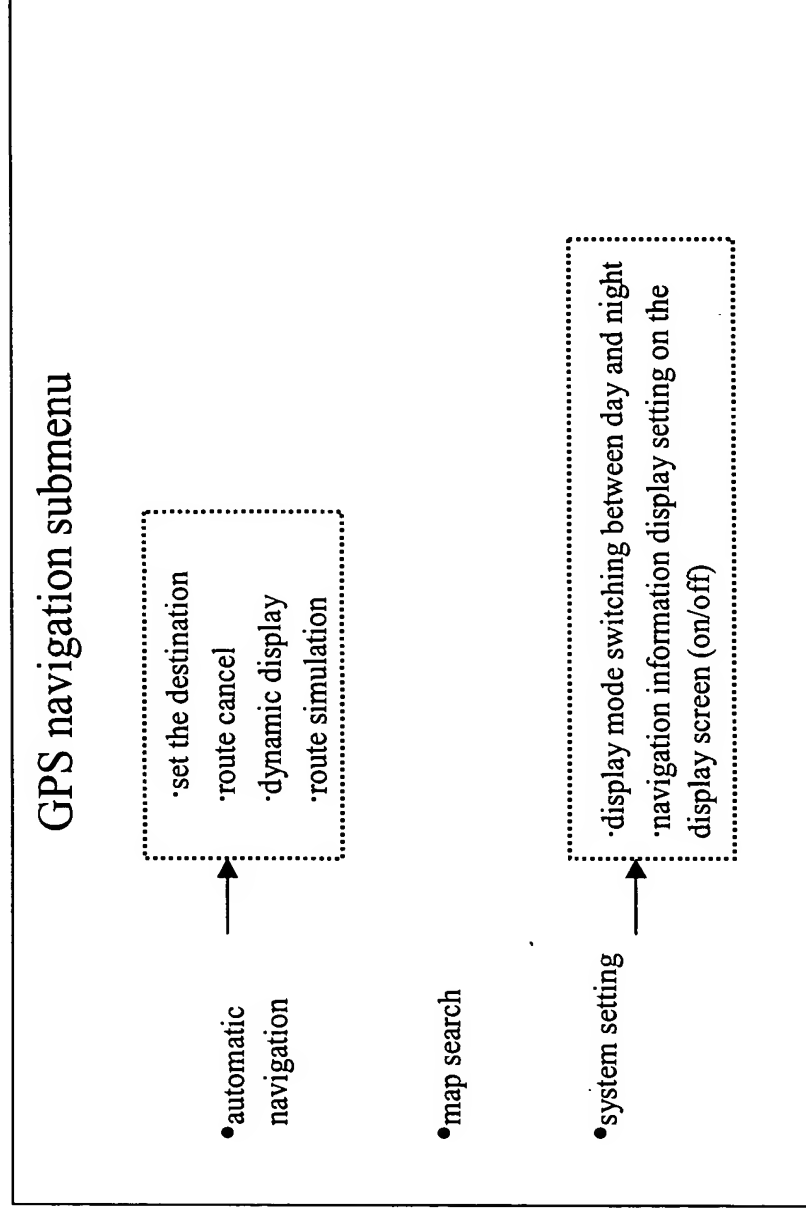 GPS navigation submenu
•automatic
navigation
·set the destination
·route cancel
·dynamic display
·route simulation
•map search
•system setting
·display mode switching between day and night
·navigation information display setting on the
display screen (on/off)